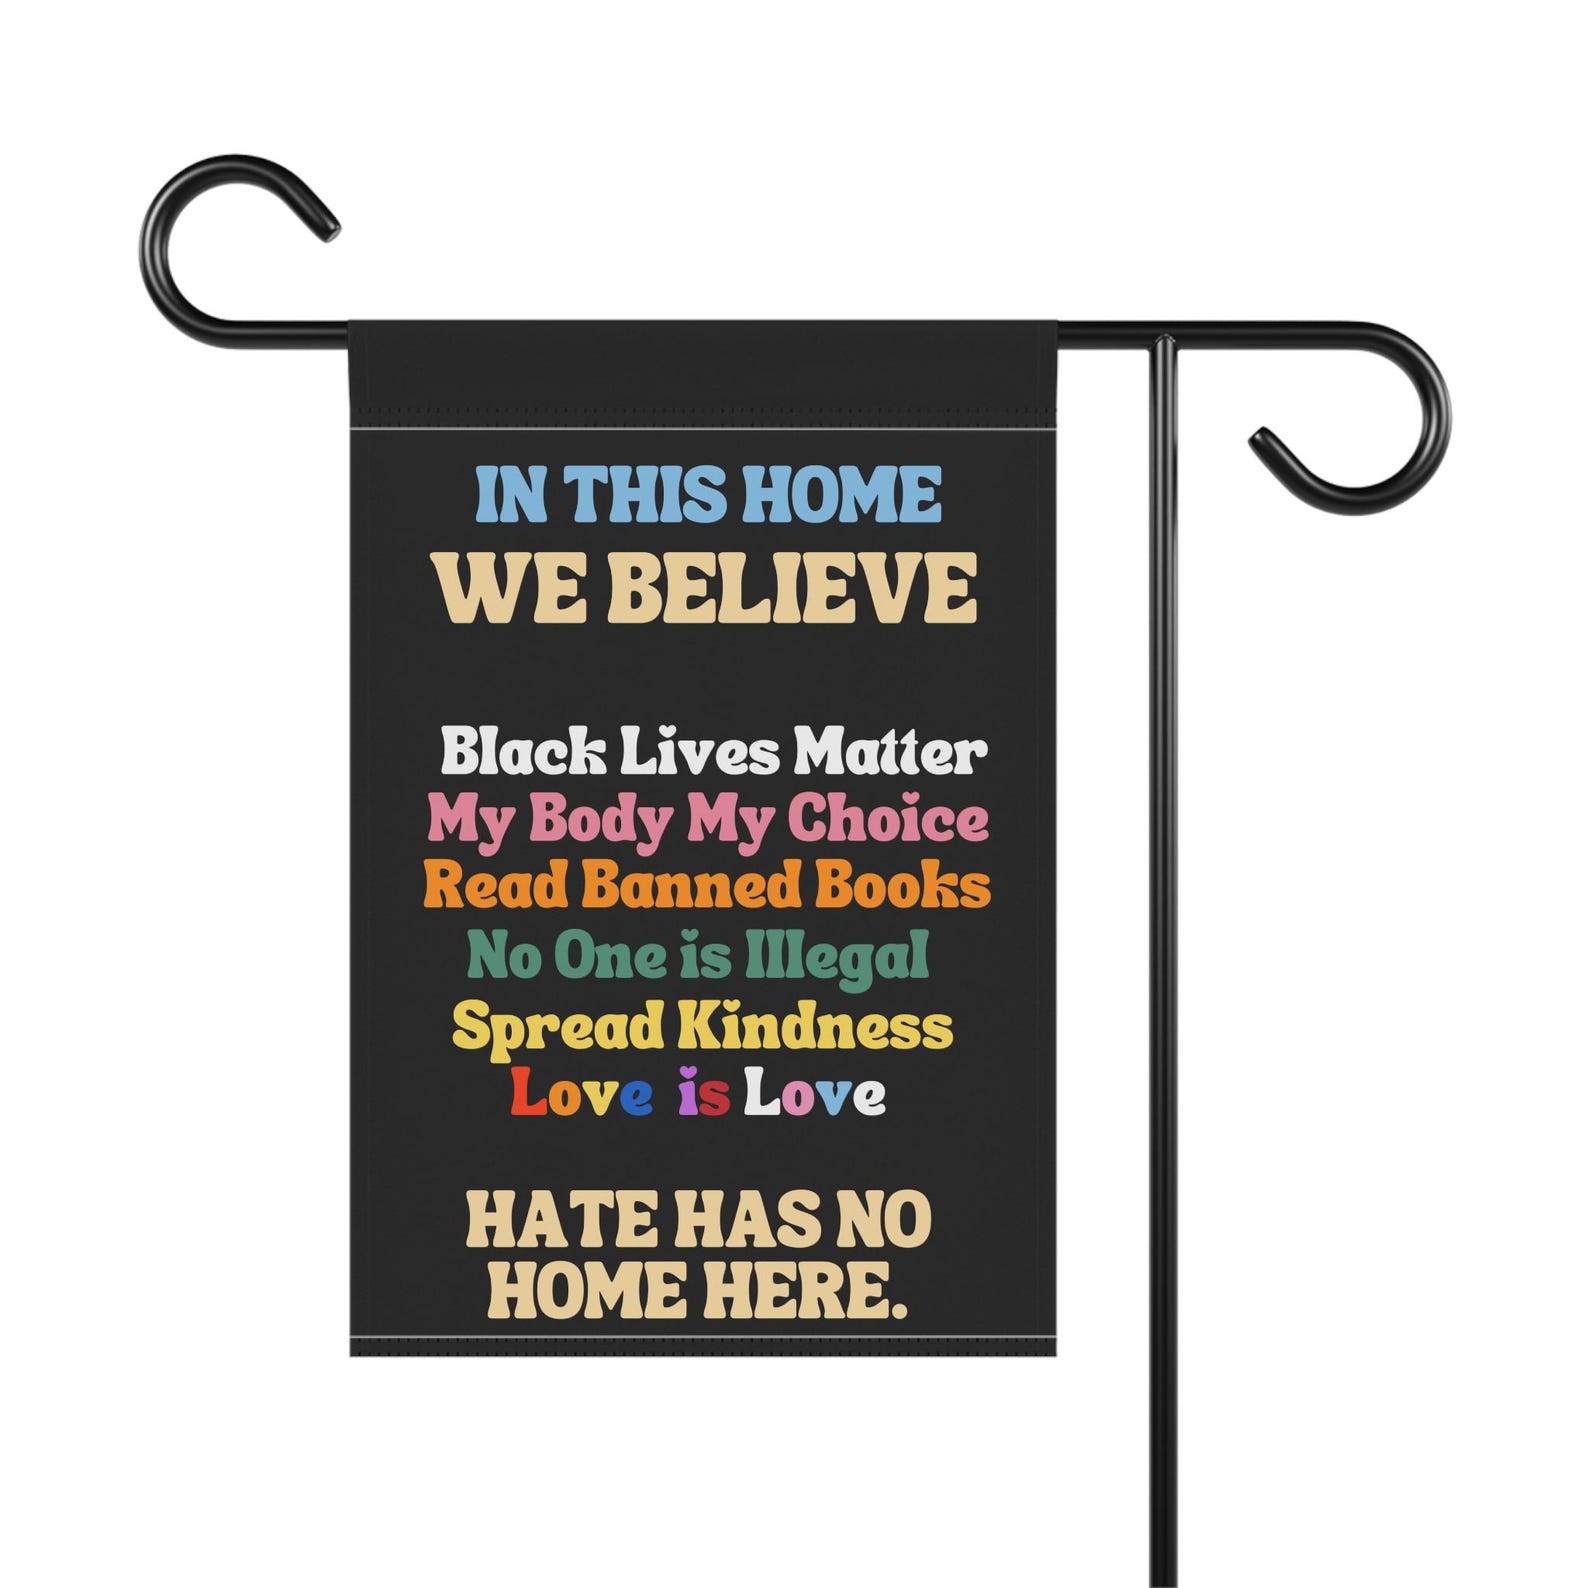 IN THIS HOME
WE BELIEVE
Black Lives Matter
My Body My Choice
Read Banned Books
No One is Illegal
Spread Kindness
Love is Love
HATE HAS NO
HOME HERE.